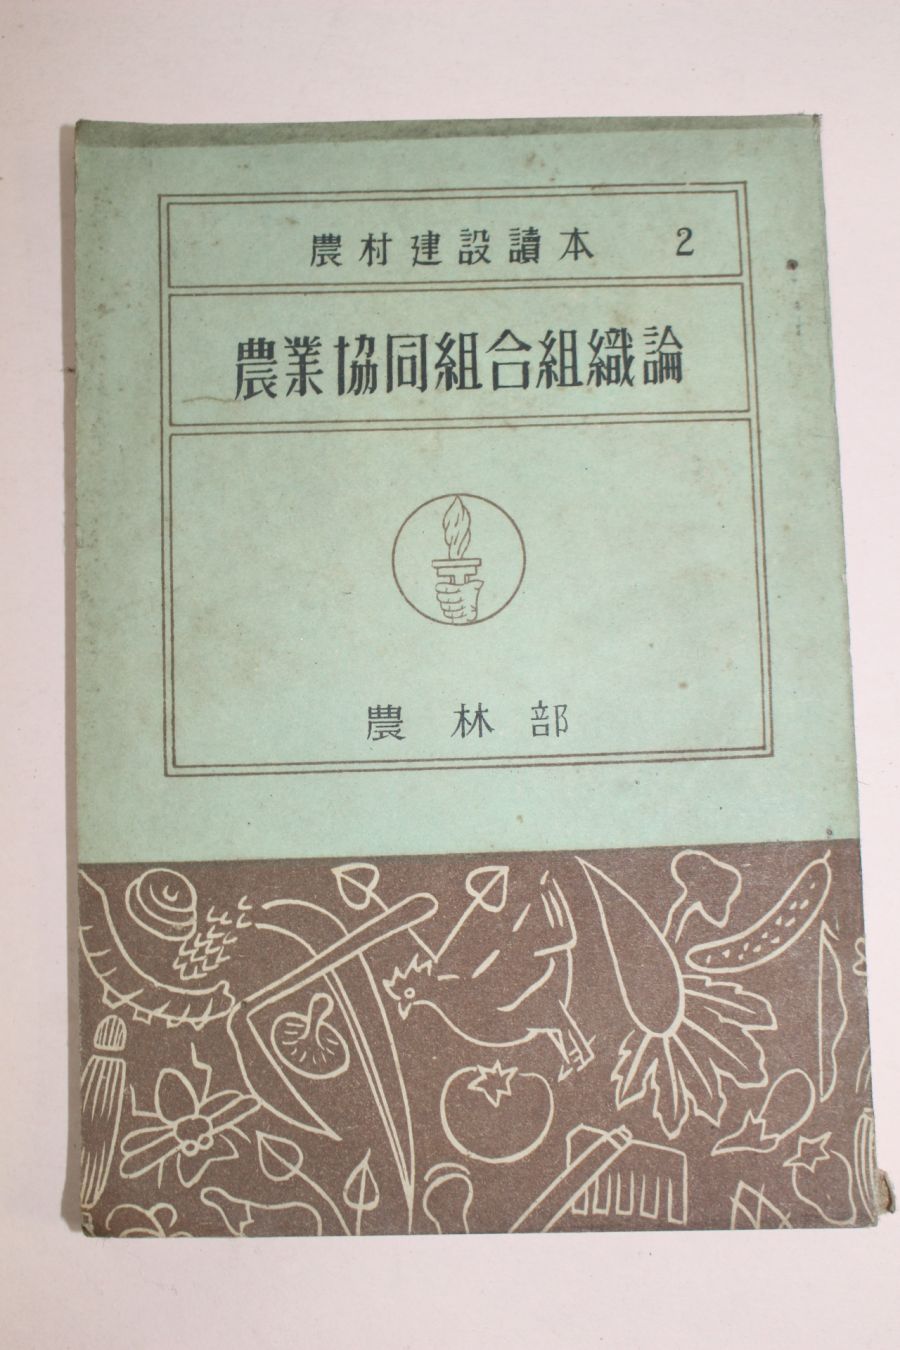 農村建設讀本 2
農業協同組合組織論
農林部